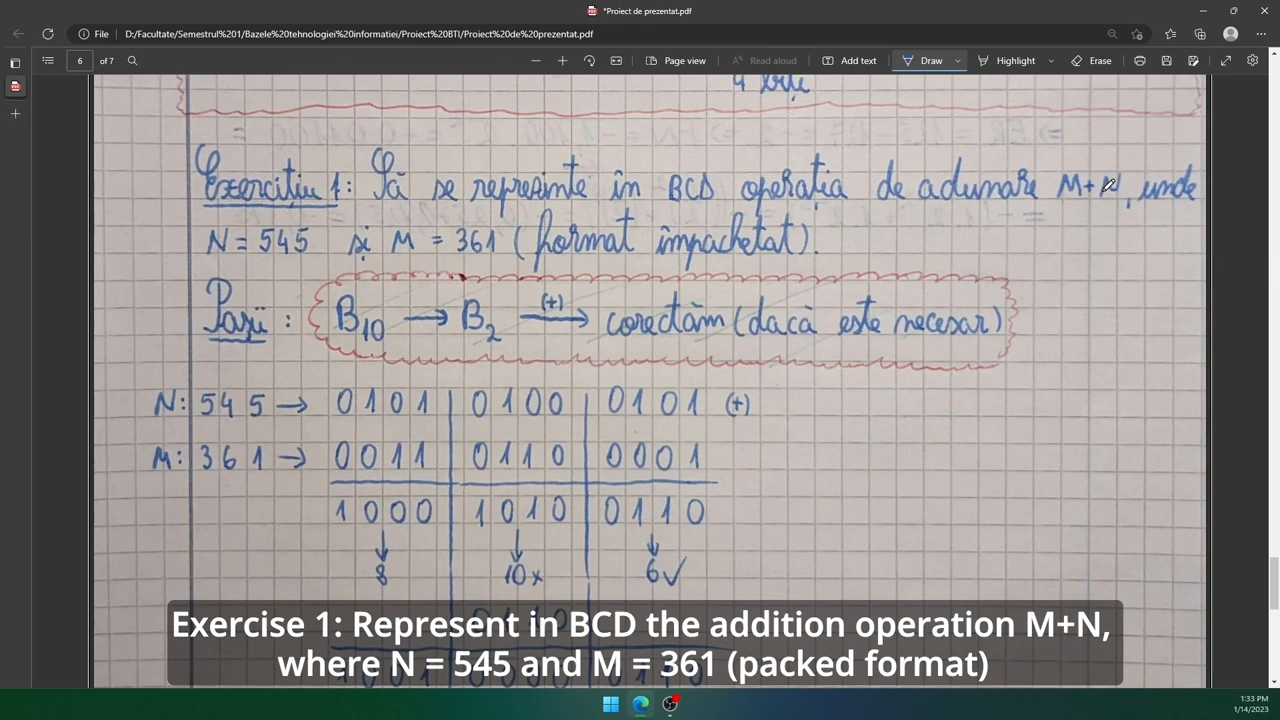 *Proiect de prezentat.pdf
File D:/Facultate/Semestrul%201/Bazele%20tehnologiei%20informatiei/Proiect%20BTI/Proiect%20de%20prezentat.pdf
6 of 7 Page view Read aloud Add text Draw Highlight Erase
4 biți
Exercițiu 1: Să se reprezinte în BCD operația de adunare M+N, unde
N = 545 și M = 361 (format împachetat).
Pașii: B10 → B2 (+)→ corectăm (dacă este necesar)
N: 545 → 0101 | 0100 | 0101 (+)
M: 361 → 0011 | 0110 | 0001
1000 | 1010 | 0110
↓ ↓ ↓
8 10x 6✓
Exercise 1: Represent in BCD the addition operation M+N,
where N = 545 and M = 361 (packed format)
1:33 PM
1/14/2023